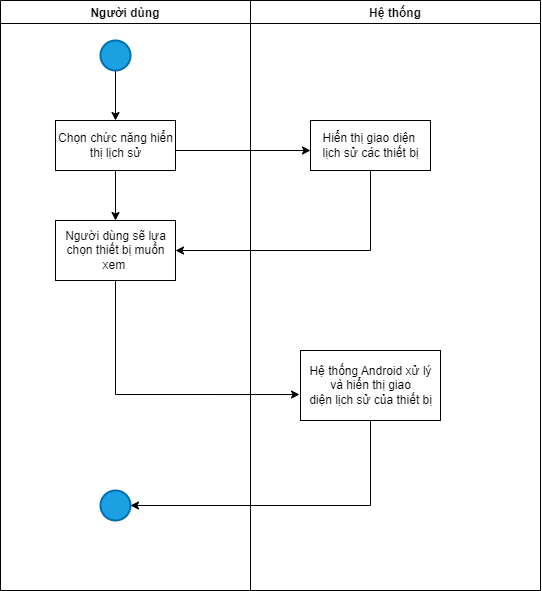 Người dùng
Hệ thống
Chọn chức năng hiển
thị lịch sử
Hiển thị giao diện
lịch sử các thiết bị
Người dùng sẽ lựa
chọn thiết bị muốn
xem
Hệ thống Android xử lý
và hiển thị giao
diện lịch sử của thiết bị